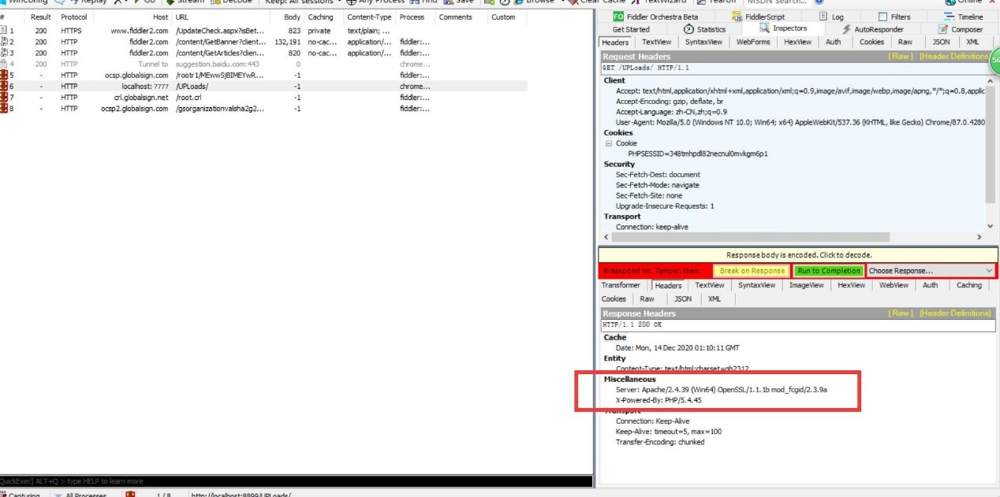 WinConfig Replay Go Stream Decode Keep: All sessions Any Process Find Save Browse Clear Cache TextWizard Tearoff MSDN Search... Online
# Result Protocol Host URL Body Caching Content-Type Process Comments Custom
1 200 HTTPS www.fiddler2.com /UpdateCheck.aspx?isBet... 823 private text/plain; ...
2 200 HTTP fiddler2.com /content/GetBanner?client... 132,191 no-cac... application/... fiddler:...
3 200 HTTP fiddler2.com /content/GetArticles?clien... 820 no-cac... application/... fiddler:...
4 200 HTTP Tunnel to suggestion.baidu.com:443 0 chrome...
5 - HTTP ocsp.globalsign.com /rootr1/MEwwSjBIMEYwR... -1 fiddler:...
6 - HTTP localhost: 7777 /UPLoads/ -1 chrome...
7 - HTTP crl.globalsign.net /root.crl -1 fiddler:...
8 - HTTP ocsp2.globalsign.com /gsorganizationvalsha2g2... -1 fiddler:...
[QuickExec] ALT+Q > type HELP to learn more
Capturing All Processes 1 / 8 http://localhost:8899/UPLoads/
FO Fiddler Orchestra Beta FiddlerScript Log Filters Timeline
Get Started Statistics Inspectors AutoResponder Composer
Headers TextView SyntaxView WebForms HexView Auth Cookies Raw JSON XML
Request Headers [ Raw ] [Header Definitions]
GET /UPLoads/ HTTP/1.1
56
Client
Accept: text/html,application/xhtml+xml,application/xml;q=0.9,image/avif,image/webp,image/apng,*/*;q=0.8,applic
Accept-Encoding: gzip, deflate, br
Accept-Language: zh-CN,zh;q=0.9
User-Agent: Mozilla/5.0 (Windows NT 10.0; Win64; x64) AppleWebKit/537.36 (KHTML, like Gecko) Chrome/87.0.4280
Cookies
Cookie
PHPSESSID=348tmhpdl82necnul0mvkgm6p1
Security
Sec-Fetch-Dest: document
Sec-Fetch-Mode: navigate
Sec-Fetch-Site: none
Upgrade-Insecure-Requests: 1
Transport
Connection: keep-alive
Response body is encoded. Click to decode.
Breakpoint hit. Tamper, then: Break on Response Run to Completion Choose Response...
Transformer Headers TextView SyntaxView ImageView HexView WebView Auth Caching
Cookies Raw JSON XML
Response Headers [ Raw ] [Header Definitions]
HTTP/1.1 200 OK
Cache
Date: Mon, 14 Dec 2020 01:10:11 GMT
Entity
Content-Type: text/html;charset=gb2312
Miscellaneous
Server: Apache/2.4.39 (Win64) OpenSSL/1.1.1b mod_fcgid/2.3.9a
X-Powered-By: PHP/5.4.45
Transport
Connection: Keep-Alive
Keep-Alive: timeout=5, max=100
Transfer-Encoding: chunked